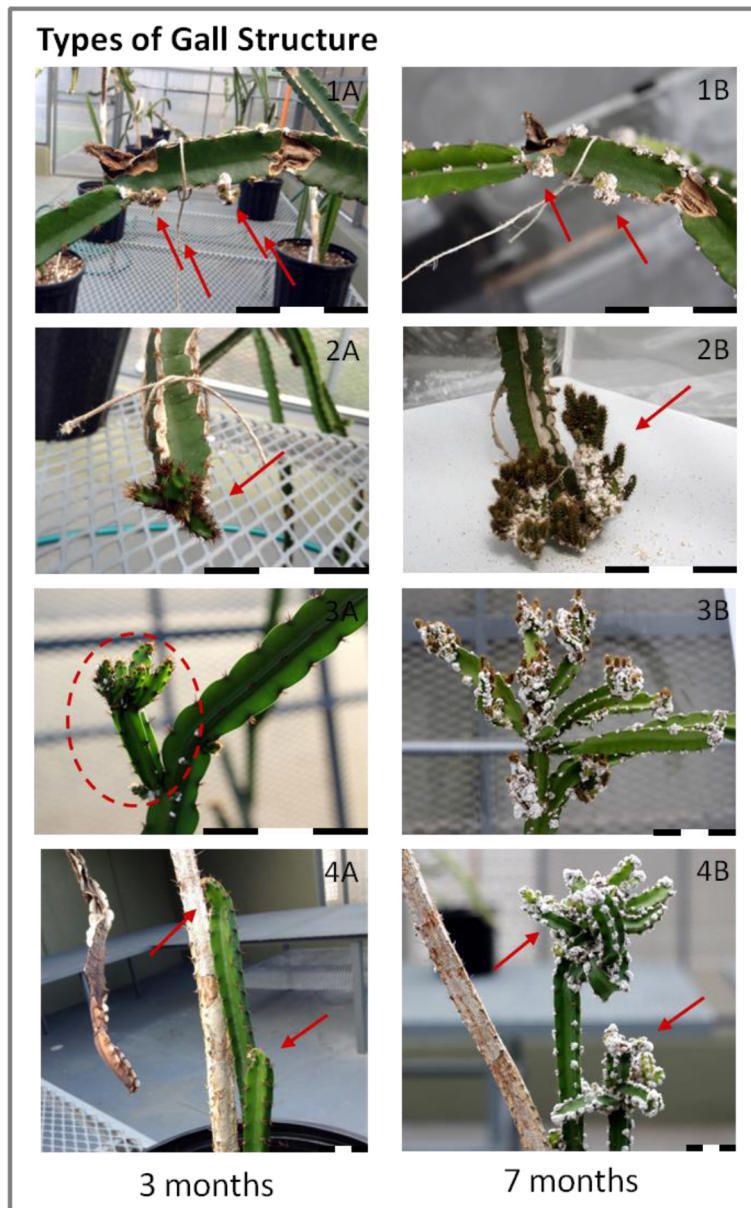 Types of Gall Structure
1A
1B
2A
2B
3A
3B
4A
4B
3 months
7 months